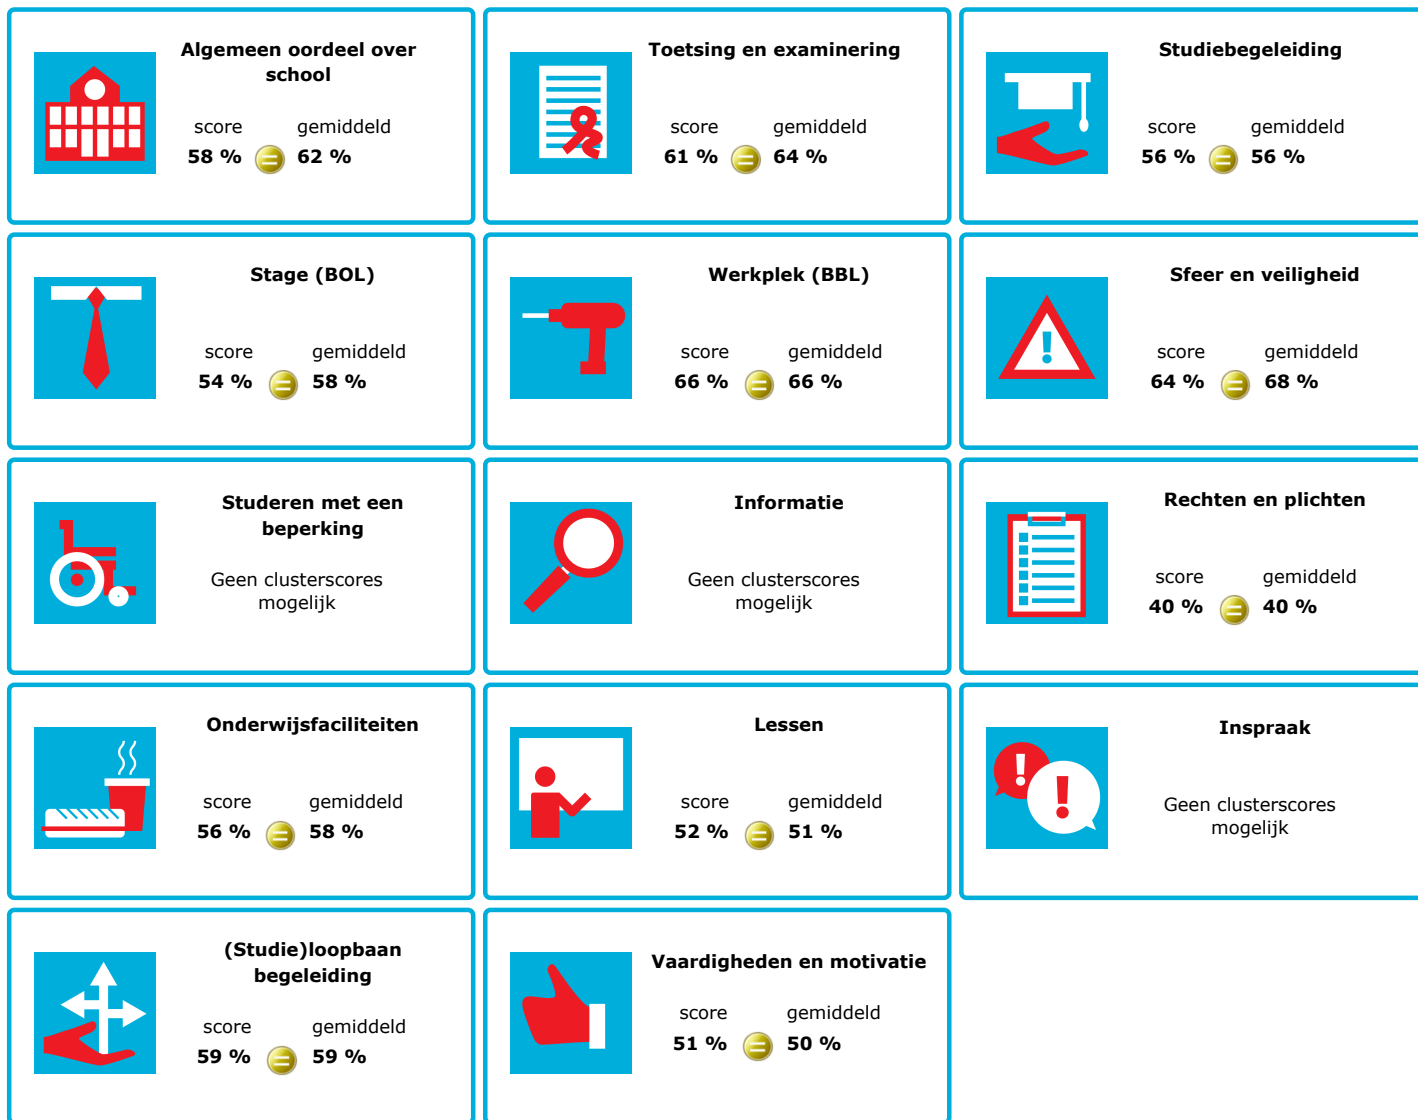 Algemeen oordeel over
school
score gemiddeld
58 % = 62 %
Toetsing en examinering
score gemiddeld
61 % = 64 %
Studiebegeleiding
score gemiddeld
56 % = 56 %
Stage (BOL)
score gemiddeld
54 % = 58 %
Werkplek (BBL)
score gemiddeld
66 % = 66 %
Sfeer en veiligheid
score gemiddeld
64 % = 68 %
!
Studeren met een
beperking
Geen clusterscores
mogelijk
Informatie
Geen clusterscores
mogelijk
Rechten en plichten
score gemiddeld
40 % = 40 %
Onderwijsfaciliteiten
score gemiddeld
56 % = 58 %
Lessen
score gemiddeld
52 % = 51 %
Inspraak
! !
Geen clusterscores
mogelijk
(Studie)loopbaan
begeleiding
score gemiddeld
59 % = 59 %
Vaardigheden en motivatie
score gemiddeld
51 % = 50 %